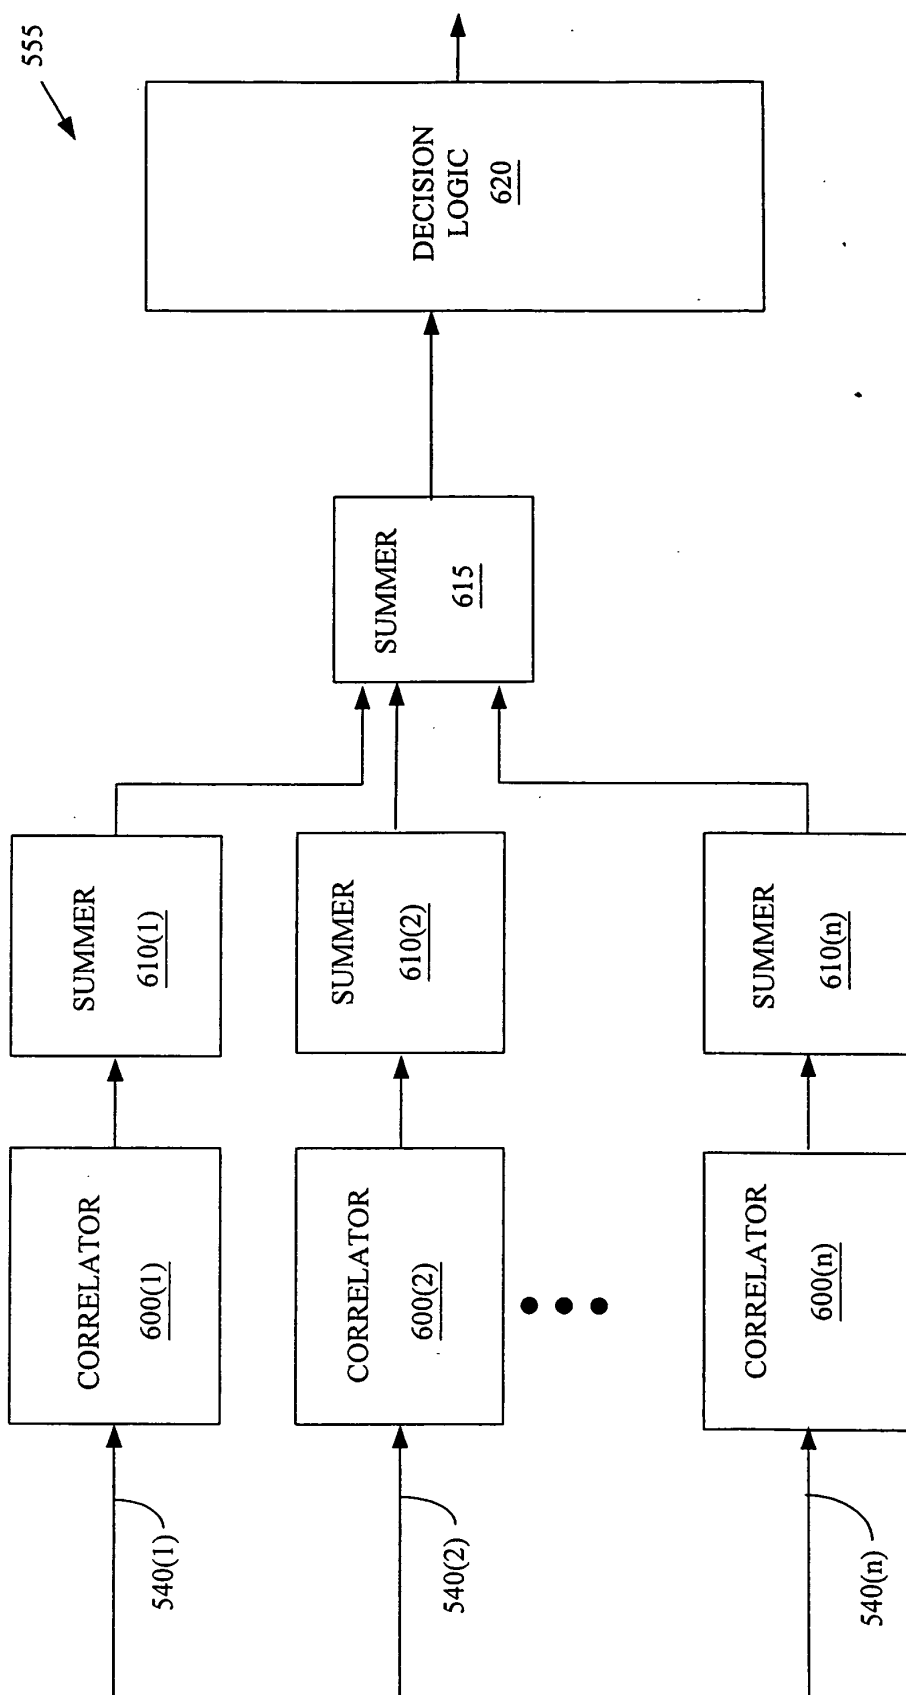 555
540(1)
CORRELATOR
600(1)
SUMMER
610(1)
540(2)
CORRELATOR
600(2)
SUMMER
610(2)
SUMMER
615
DECISION
LOGIC
620
540(n)
CORRELATOR
600(n)
SUMMER
610(n)